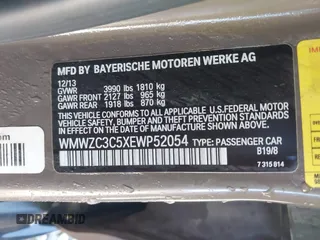 MFD BY BAYERISCHE MOTOREN WERKE AG
12/13
GVWR 3990 lbs 1810 kg
GAWR FRONT 2127 lbs 965 kg
GAWR REAR 1918 lbs 870 kg
THIS VEHICLE CONFORMS TO ALL APPLICABLE U.S. FEDERAL MOTOR
VEHICLE SAFETY, BUMPER, AND THEFT PREVENTION STANDARDS
IN EFFECT ON THE DATE OF MANUFACTURE SHOWN ABOVE.
WMWZC3C5XEWP52054 TYPE: PASSENGER CAR
B19/8
7 315 814
DREAMBID